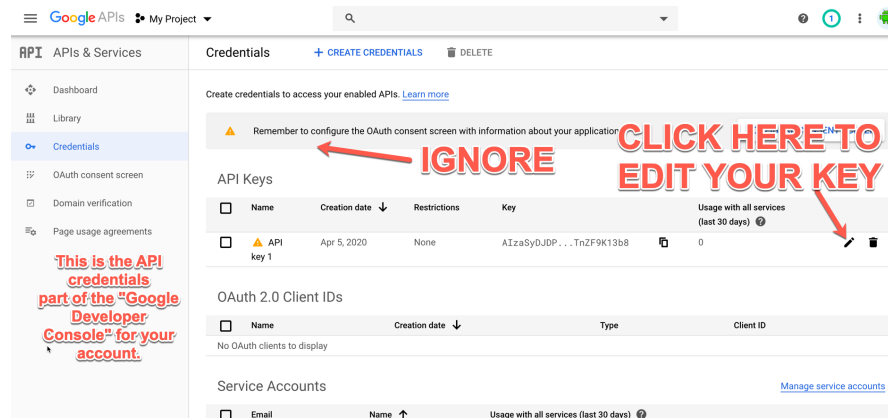 Google APIs My Project
1
API APIs & Services
Credentials
+ CREATE CREDENTIALS
DELETE
Dashboard
Library
Credentials
OAuth consent screen
Domain verification
Page usage agreements
This is the API
credentials
part of the "Google
Developer
Console" for your
account.
Create credentials to access your enabled APIs. Learn more
Remember to configure the OAuth consent screen with information about your application
IGNORE
CLICK HERE TO
EDIT YOUR KEY
API Keys
Name Creation date Restrictions Key Usage with all services
(last 30 days)
API Apr 5, 2020 None AIzaSyDJDP...TnZF9K13b8 0
key 1
OAuth 2.0 Client IDs
Name Creation date Type Client ID
No OAuth clients to display
Service Accounts
Manage service accounts
Email Name Usage with all services (last 30 days)